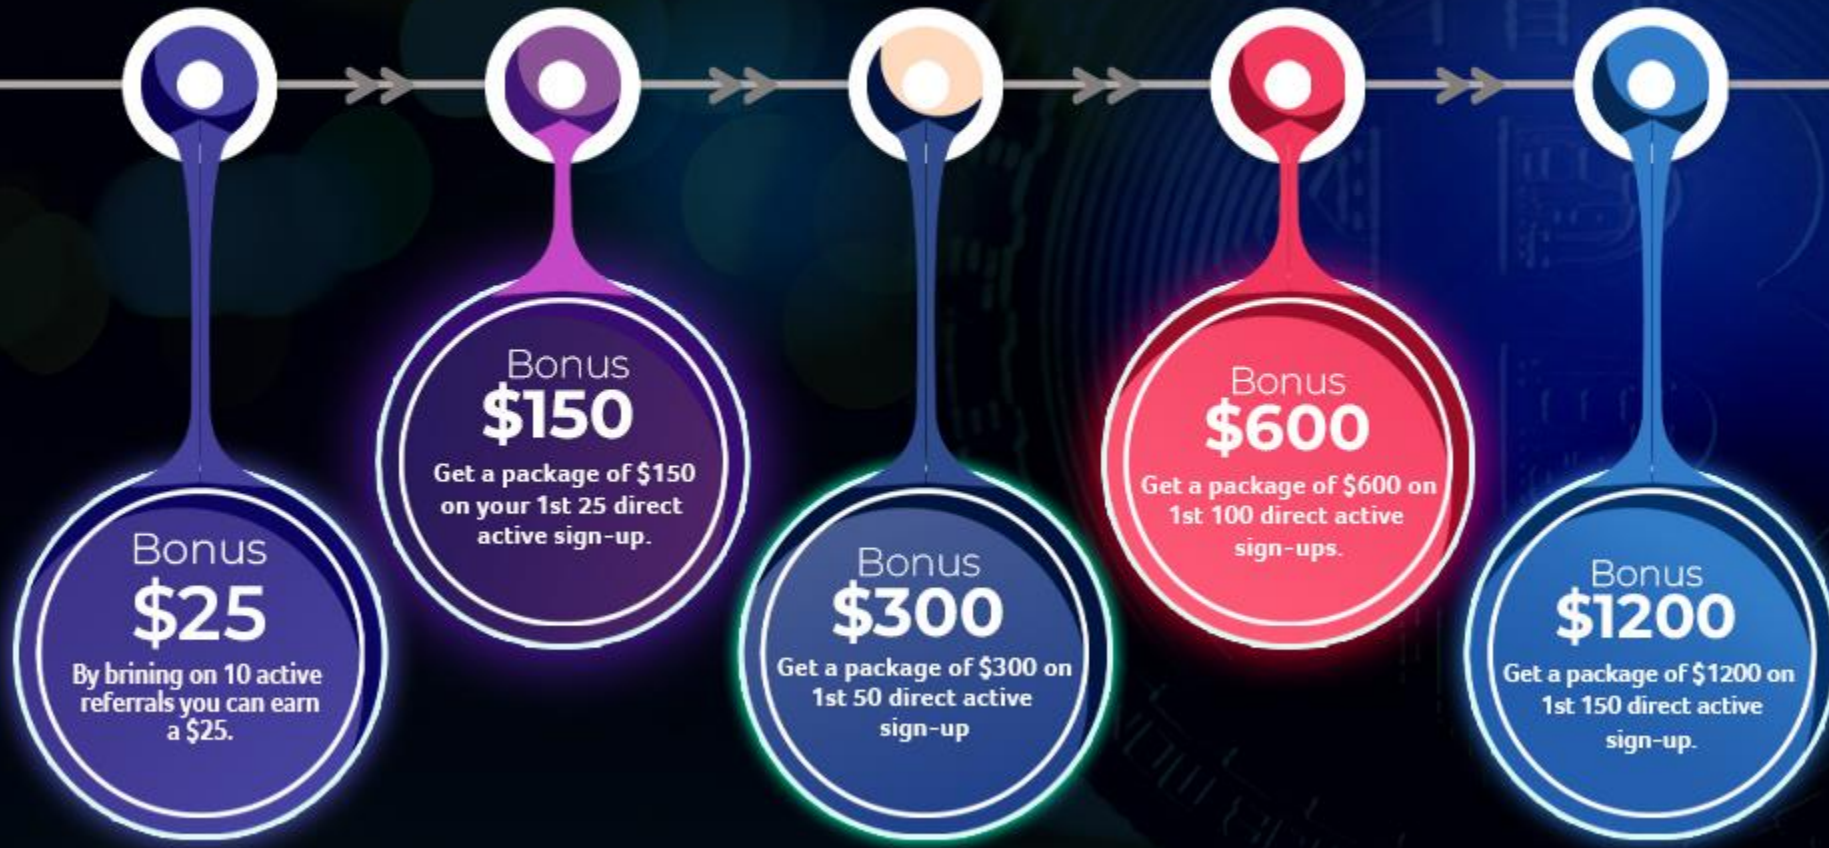 Bonus
$25
By brining on 10 active
referrals you can earn
a $25.
Bonus
$150
Get a package of $150
on your 1st 25 direct
active sign-up.
Bonus
$300
Get a package of $300 on
1st 50 direct active
sign-up
Bonus
$600
Get a package of $600 on
1st 100 direct active
sign-ups.
Bonus
$1200
Get a package of $1200 on
1st 150 direct active
sign-up.